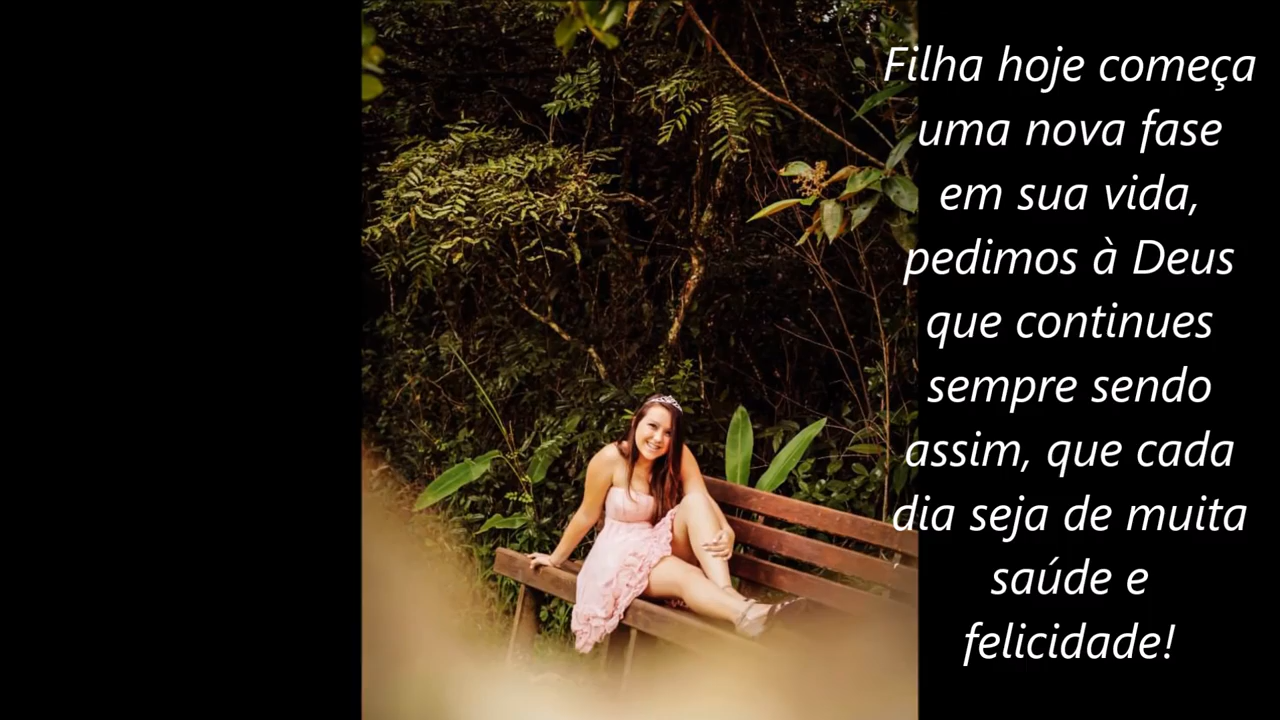 Filha hoje começa
uma nova fase
em sua vida,
pedimos à Deus
que continues
sempre sendo
assim, que cada
dia seja de muita
saúde e
felicidade!